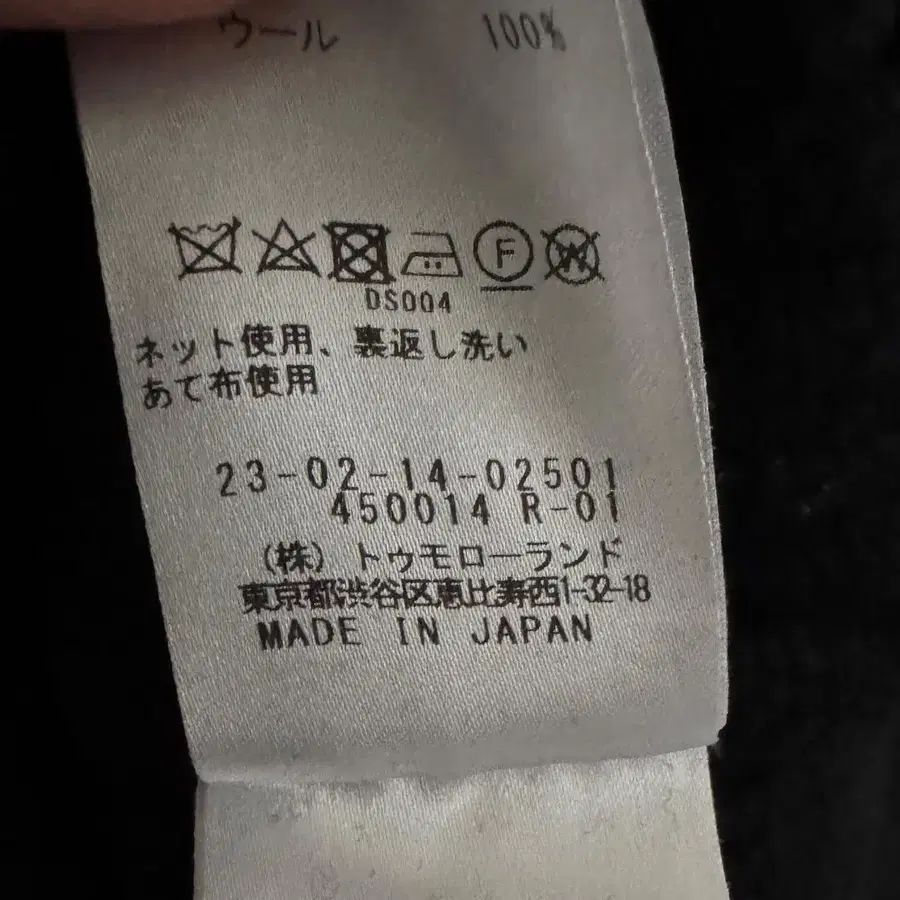 ウール 100%
F W
DS004
ネット使用、裏返し洗い
あて布使用
23-02-14-02501
450014 R-01
(株) トゥモローランド
東京都渋谷区恵比寿西1-32-18
MADE IN JAPAN